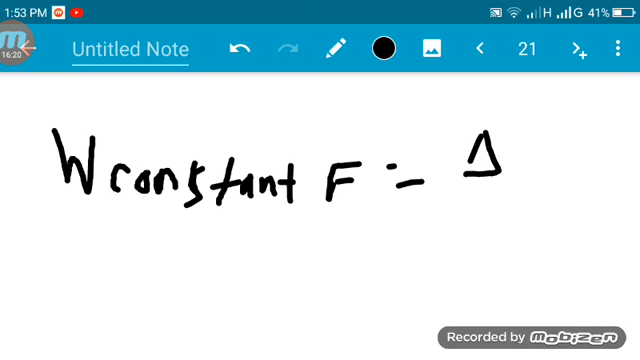 1:53 PM H G 41%
16:20 Untitled Note 21
W constant F = Δ
Recorded by mobizen